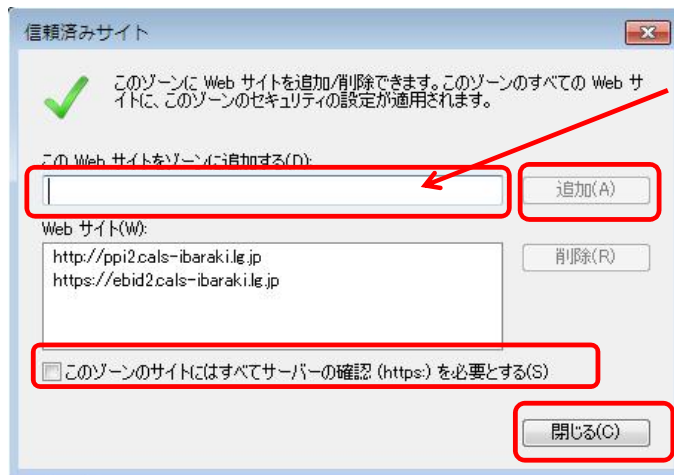 信頼済みサイト
このゾーンに Web サイトを追加/削除できます。このゾーンのすべての Web サ
イトに、このゾーンのセキュリティの設定が適用されます。
この Web サイトをゾーンに追加する(D):
追加(A)
Web サイト(W):
http://ppi2.cals-ibaraki.lg.jp
https://ebid2.cals-ibaraki.lg.jp
削除(R)
このゾーンのサイトにはすべてサーバーの確認 (https:) を必要とする(S)
閉じる(C)